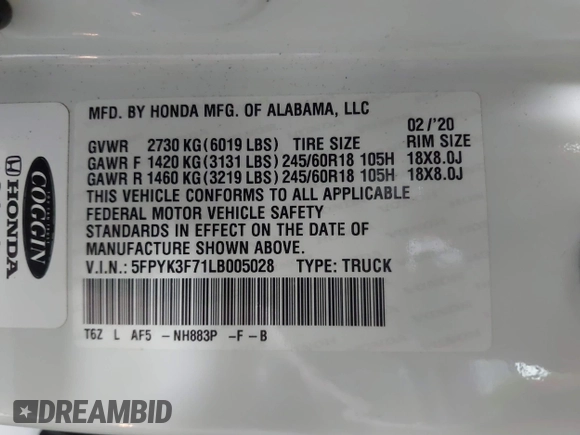 MFD. BY HONDA MFG. OF ALABAMA, LLC
02 /'20
GVWR 2730 KG (6019 LBS) TIRE SIZE RIM SIZE
GAWR F 1420 KG (3131 LBS) 245/60R18 105H 18X8.0J
GAWR R 1460 KG (3219 LBS) 245/60R18 105H 18X8.0J
THIS VEHICLE CONFORMS TO ALL APPLICABLE
FEDERAL MOTOR VEHICLE SAFETY
STANDARDS IN EFFECT ON THE DATE OF
MANUFACTURE SHOWN ABOVE.
V.I.N.: 5FPYK3F71LB005028 TYPE: TRUCK
T6Z L AF5 - NH883P -F - B
COGGIN
HONDA
DREAMBID